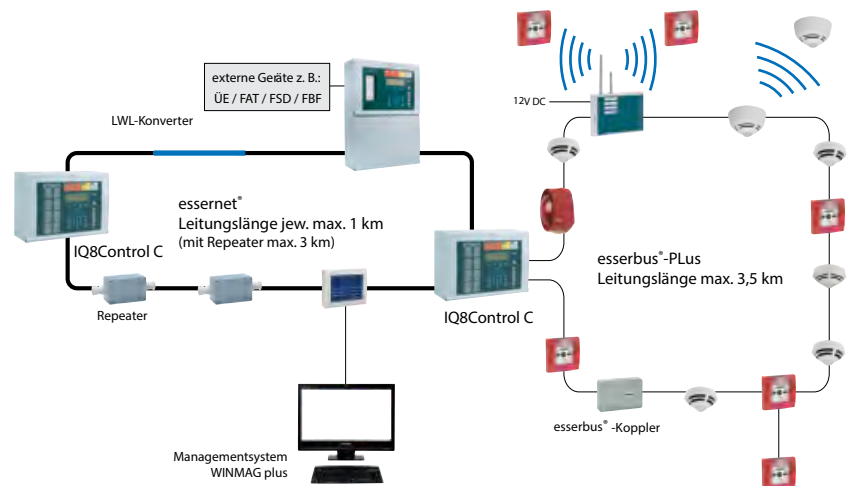 externe Geräte z. B.:
ÜE / FAT / FSD / FBF
LWL-Konverter
12V DC
essernet®
Leitungslänge jew. max. 1 km
(mit Repeater max. 3 km)
IQ8Control C
esserbus®-PLus
Leitungslänge max. 3,5 km
Repeater
IQ8Control C
esserbus® -Koppler
Managementsystem
WINMAG plus